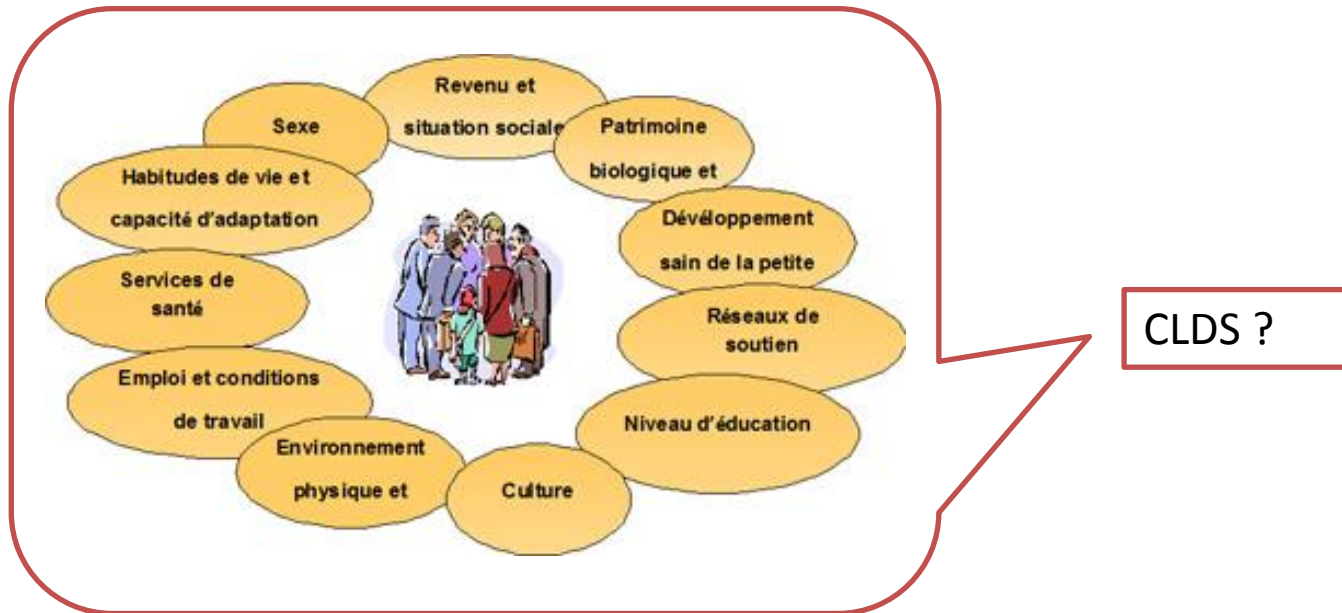 Revenu et
situation sociale
Sexe
Patrimoine
biologique et
Habitudes de vie et
capacité d'adaptation
Dévéloppement
sain de la petite
Services de
santé
Réseaux de
soutien
Emploi et conditions
de travail
Niveau d'éducation
Environnement
physique et
Culture
CLDS ?